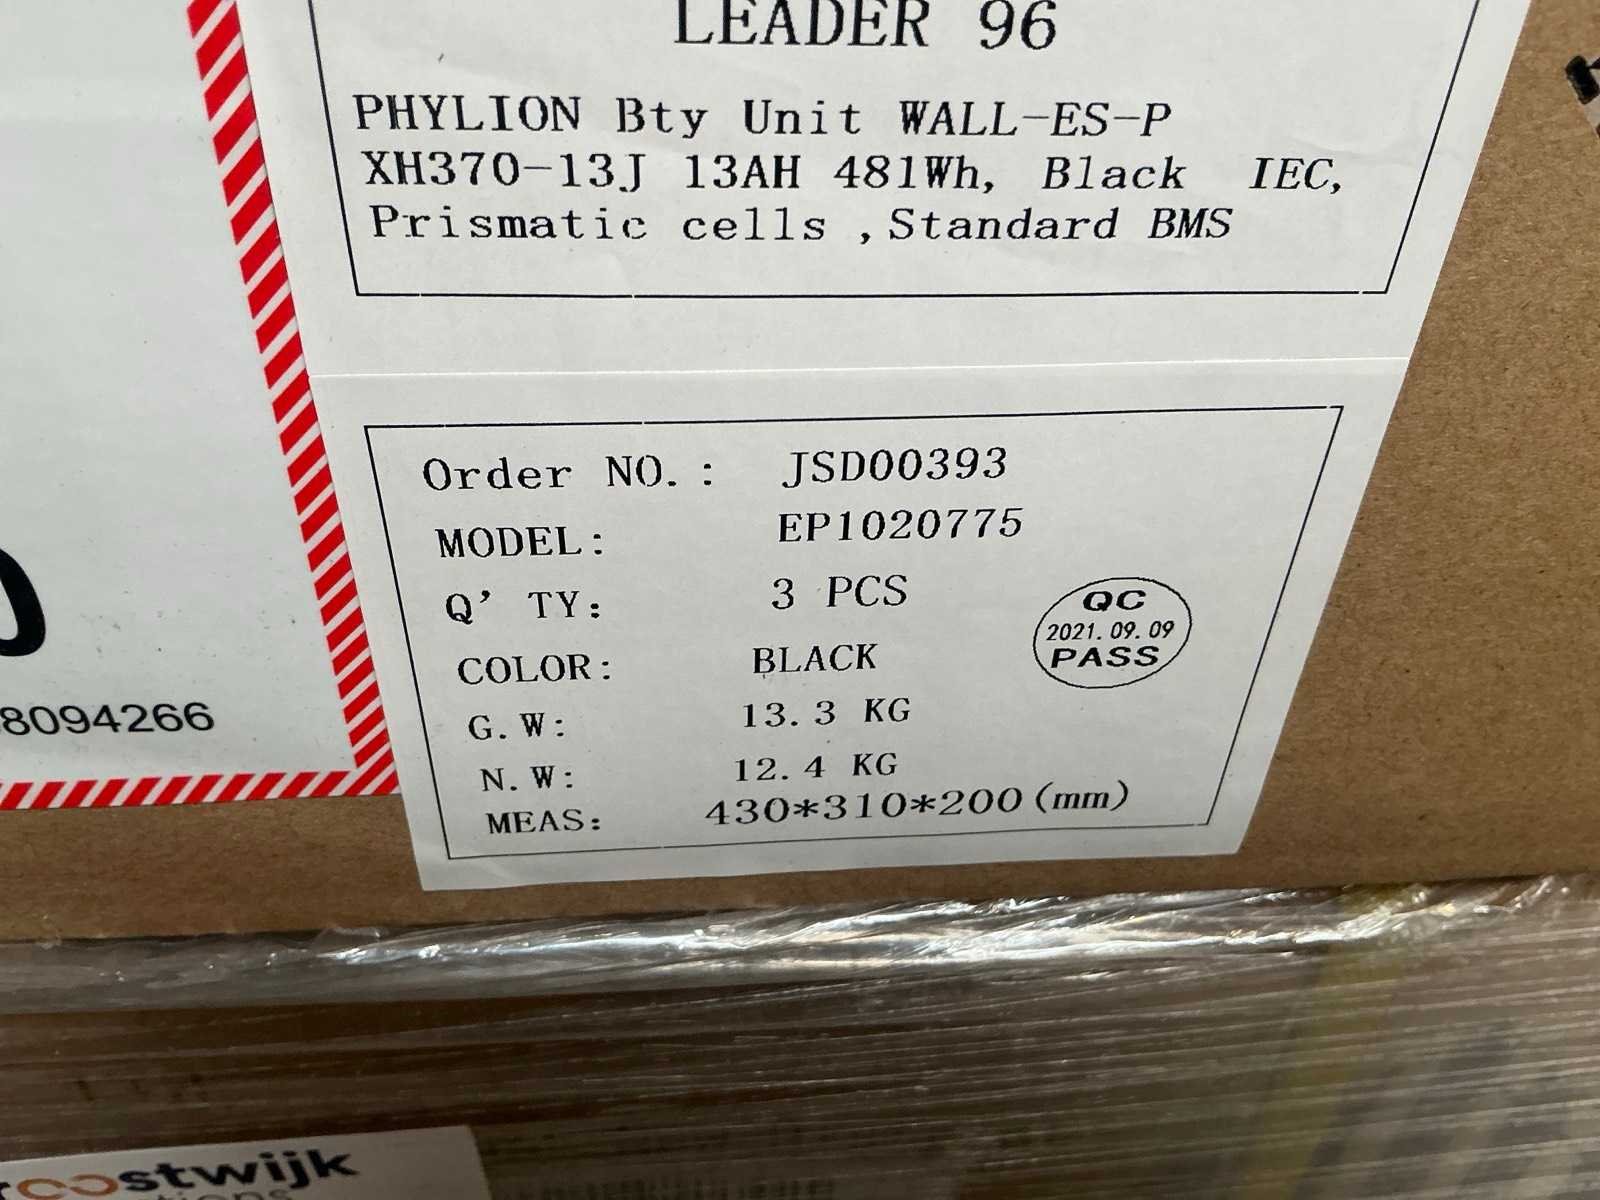 LEADER 96
PHYLION Bty Unit WALL-ES-P
XH370-13J 13AH 481Wh, Black IEC,
Prismatic cells ,Standard BMS
Order NO.: JSD00393
MODEL: EP1020775
Q' TY: 3 PCS
COLOR: BLACK
G.W: 13.3 KG
N.W: 12.4 KG
MEAS: 430*310*200(mm)
QC
2021.09.09
PASS
8094266
roostwijk